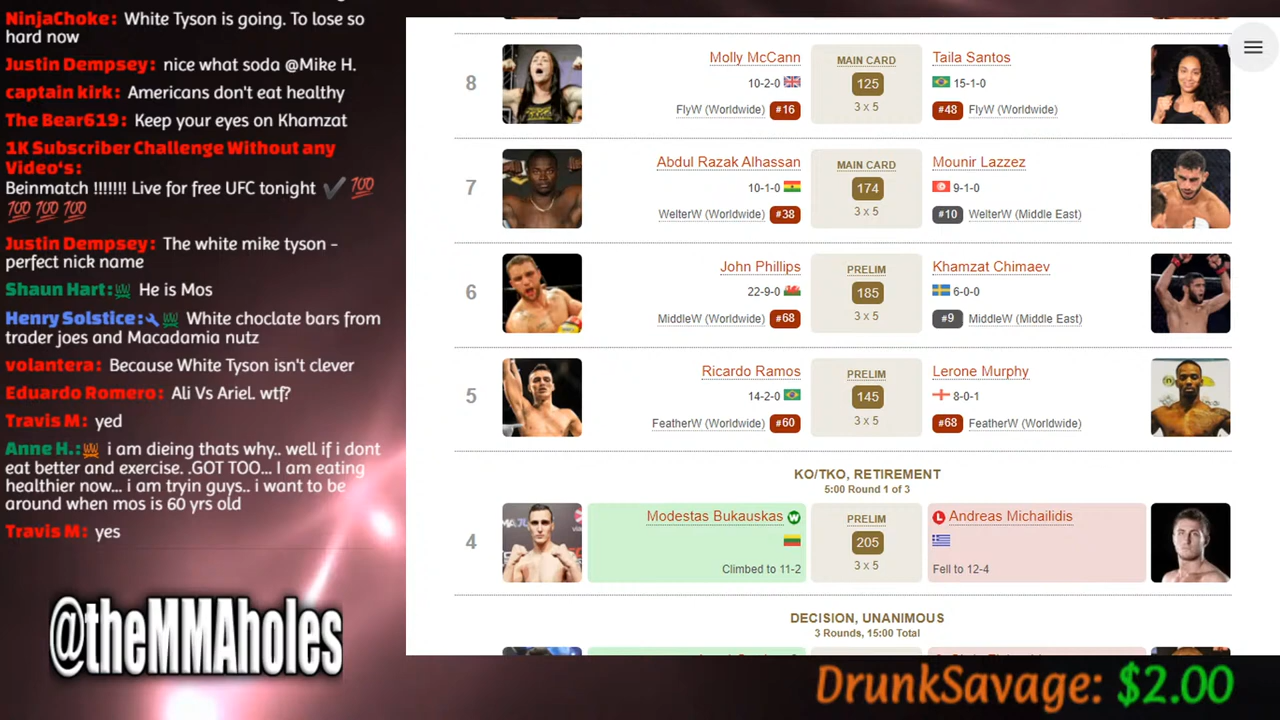 NinjaChoke: White Tyson is going. To lose so
hard now
Justin Dempsey: nice what soda @Mike H.
captain kirk: Americans don't eat healthy
The Bear619: Keep your eyes on Khamzat
1K Subscriber Challenge Without any
Video's:
Beinmatch !!!!!!! Live for free UFC tonight ✔ 💯
💯 💯 💯
Justin Dempsey: The white mike tyson -
perfect nick name
Shaun Hart: He is Mos
Henry Solstice: White choclate bars from
trader joes and Macadamia nutz
volantera: Because White Tyson isn't clever
Eduardo Romero: Ali Vs Ariel. wtf?
Travis M: yed
Anne H.: i am dieing thats why.. well if i dont
eat better and exercise. .GOT TOO... I am eating
healthier now... i am tryin guys.. i want to be
around when mos is 60 yrs old
Travis M: yes
@theMMAholes
8
Molly McCann MAIN CARD Taila Santos
10-2-0 125 15-1-0
FlyW (Worldwide) #16 3 x 5 #48 FlyW (Worldwide)
7
Abdul Razak Alhassan MAIN CARD Mounir Lazzez
10-1-0 174 9-1-0
WelterW (Worldwide) #38 3 x 5 #10 WelterW (Middle East)
6
John Phillips PRELIM Khamzat Chimaev
22-9-0 185 6-0-0
MiddleW (Worldwide) #68 3 x 5 #9 MiddleW (Middle East)
5
Ricardo Ramos PRELIM Lerone Murphy
14-2-0 145 8-0-1
FeatherW (Worldwide) #60 3 x 5 #68 FeatherW (Worldwide)
KO/TKO, RETIREMENT
5:00 Round 1 of 3
4
Modestas Bukauskas W PRELIM L Andreas Michailidis
205
Climbed to 11-2 3 x 5 Fell to 12-4
DECISION, UNANIMOUS
3 Rounds, 15:00 Total
DrunkSavage: $2.00